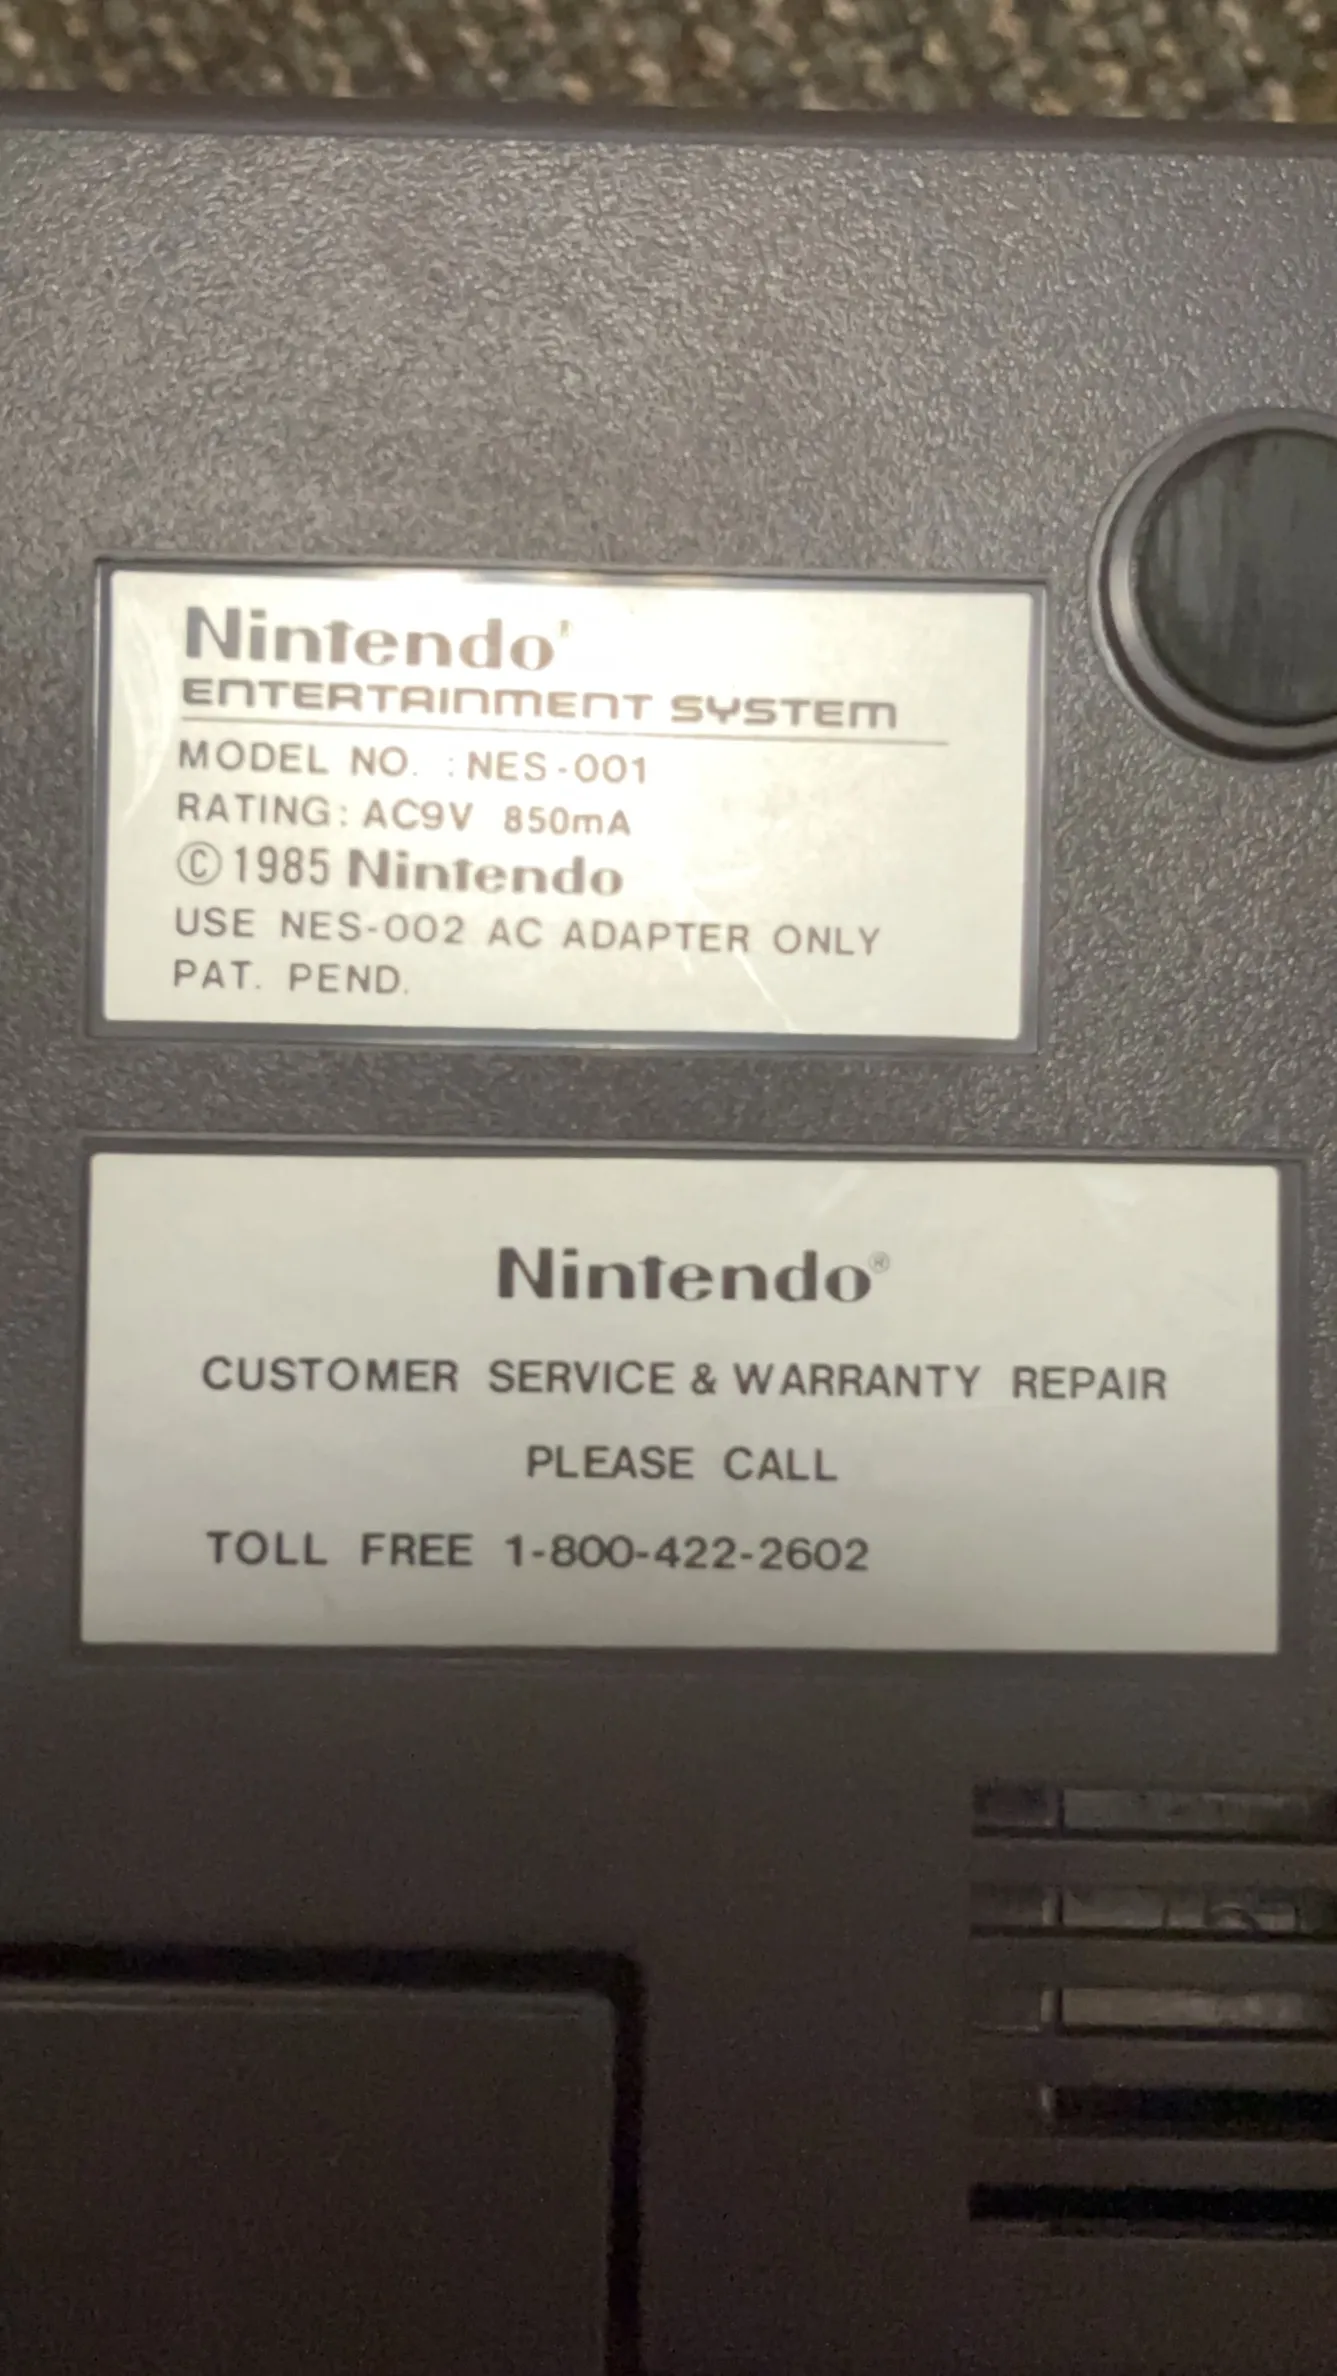 Nintendo
ENTERTAINMENT SYSTEM
MODEL NO. : NES-001
RATING: AC9V 850mA
©1985 Nintendo
USE NES-002 AC ADAPTER ONLY
PAT. PEND.
Nintendo®
CUSTOMER SERVICE & WARRANTY REPAIR
PLEASE CALL
TOLL FREE 1-800-422-2602